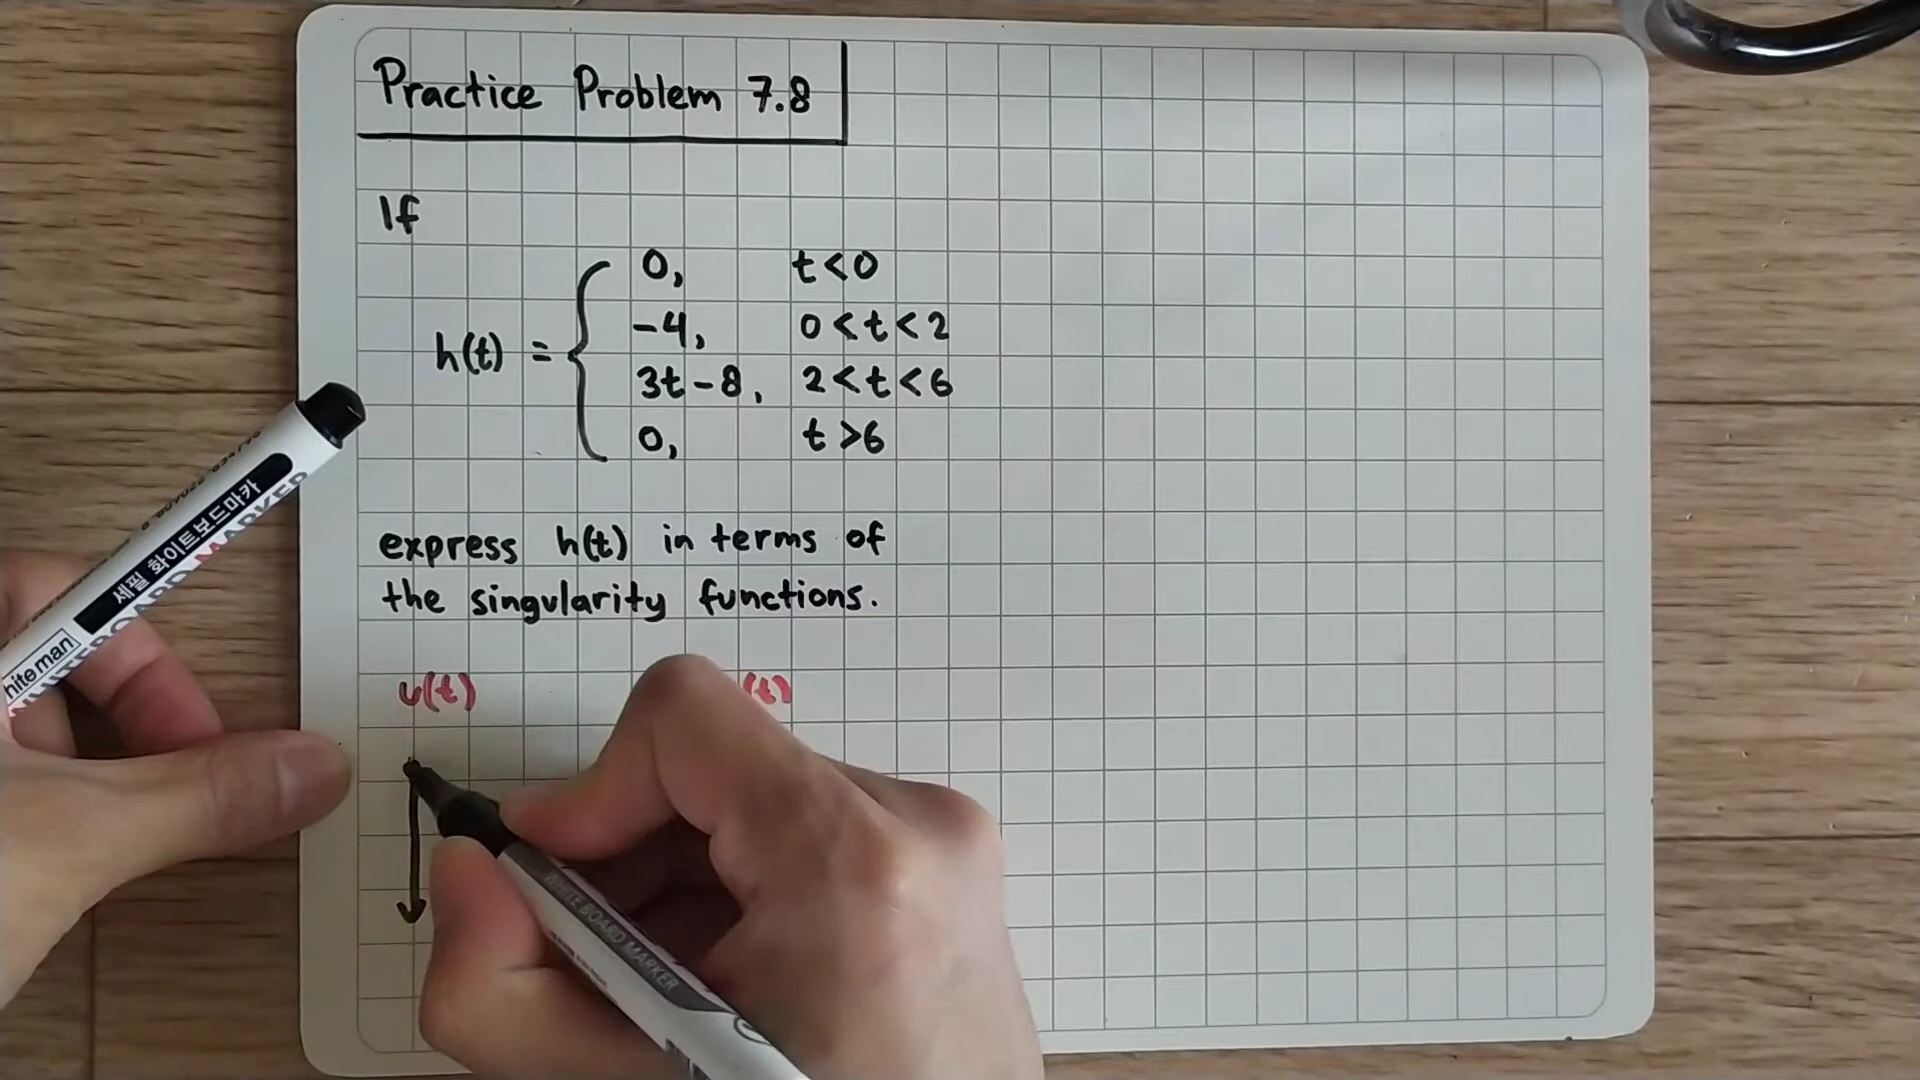 Practice Problem 7.8
If
0, t<0
-4, 0<t<2
h(t) =
3t-8, 2<t<6
0, t>6
express h(t) in terms of
the singularity functions.
u(t) (t)
세필 화이트보드마카
WHITE BOARD MARKER